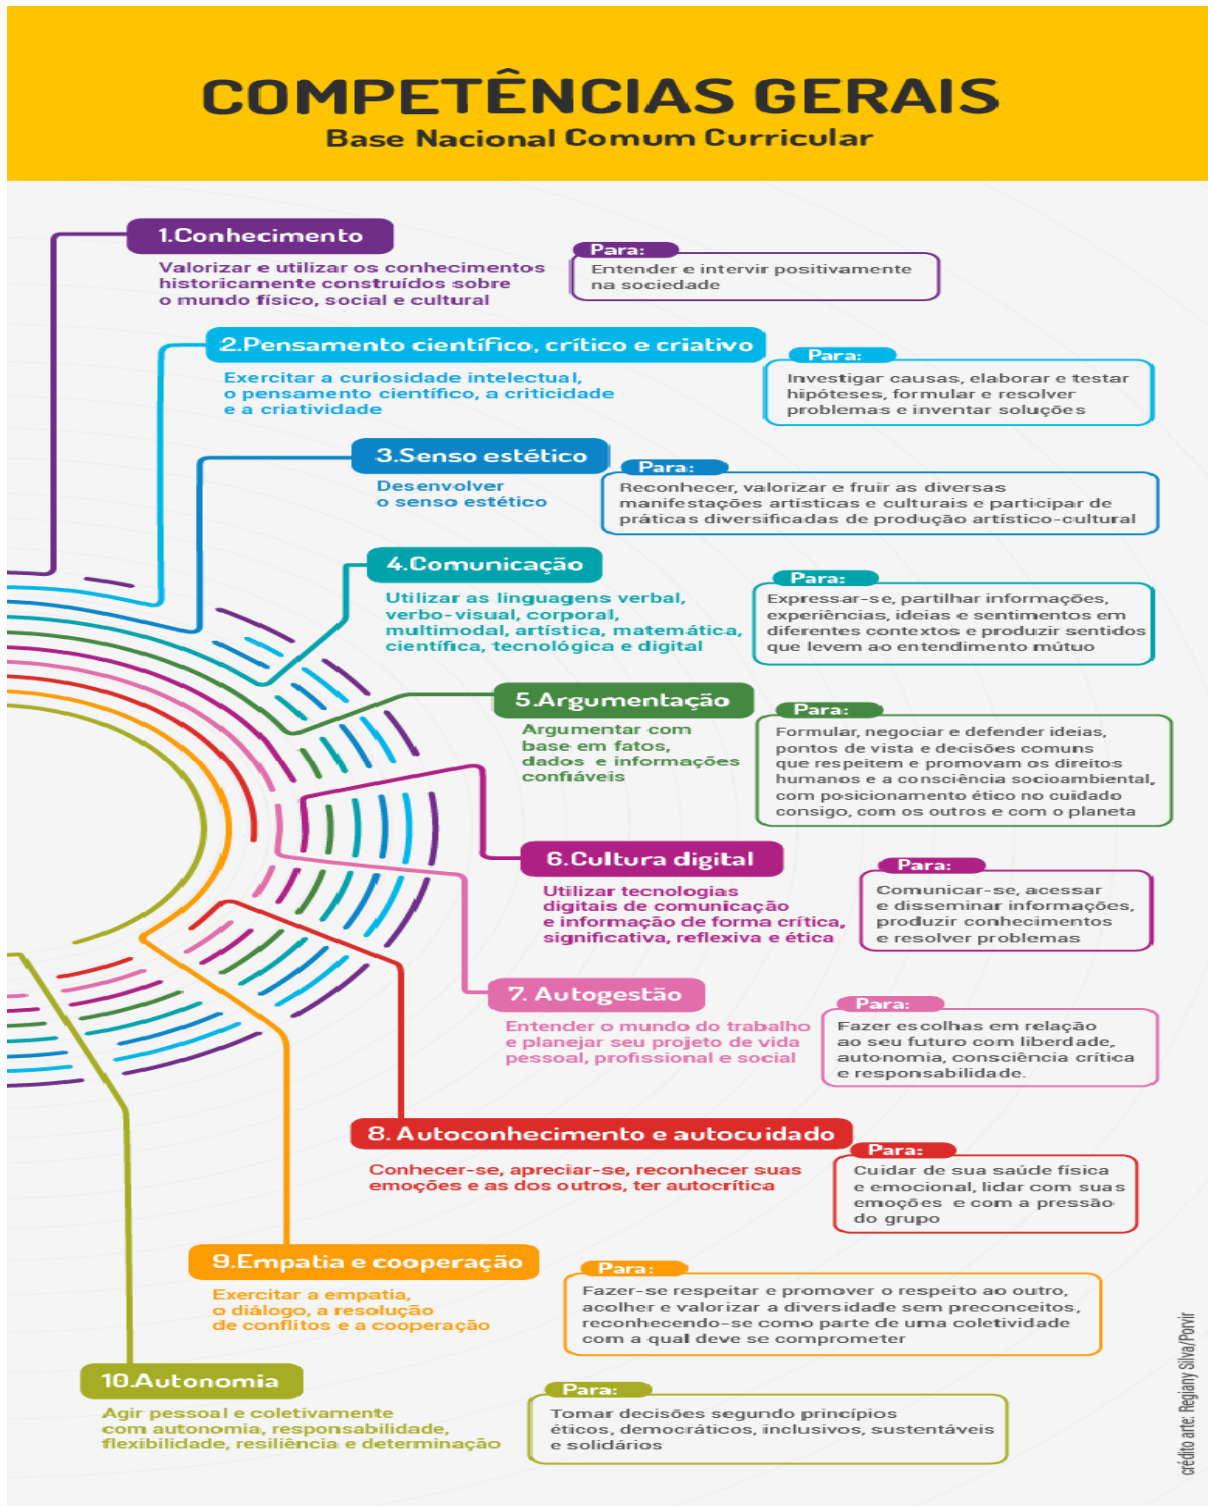 COMPETÊNCIAS GERAIS
Base Nacional Comum Curricular
1.Conhecimento
Valorizar e utilizar os conhecimentos
historicamente construídos sobre
o mundo físico, social e cultural
Para:
Entender e intervir positivamente
na sociedade
2.Pensamento científico, crítico e criativo
Exercitar a curiosidade intelectual,
o pensamento científico, a criticidade
e a criatividade
Para:
Investigar causas, elaborar e testar
hipóteses, formular e resolver
problemas e inventar soluções
3.Senso estético
Desenvolver
o senso estético
Para:
Reconhecer, valorizar e fruir as diversas
manifestações artísticas e culturais e participar de
práticas diversificadas de produção artístico-cultural
4.Comunicação
Utilizar as linguagens verbal,
verbo-visual, corporal,
multimodal, artística, matemática,
científica, tecnológica e digital
Para:
Expressar-se, partilhar informações,
experiências, ideias e sentimentos em
diferentes contextos e produzir sentidos
que levem ao entendimento mútuo
5.Argumentação
Argumentar com
base em fatos,
dados e informações
confiáveis
Para:
Formular, negociar e defender ideias,
pontos de vista e decisões comuns
que respeitem e promovam os direitos
humanos e a consciência socioambiental,
com posicionamento ético no cuidado
consigo, com os outros e com o planeta
6.Cultura digital
Utilizar tecnologias
digitais de comunicação
e informação de forma crítica,
significativa, reflexiva e ética
Para:
Comunicar-se, acessar
e disseminar informações,
produzir conhecimentos
e resolver problemas
7. Autogestão
Entender o mundo do trabalho
e planejar seu projeto de vida
pessoal, profissional e social
Para:
Fazer escolhas em relação
ao seu futuro com liberdade,
autonomia, consciência crítica
e responsabilidade.
8. Autoconhecimento e autocuidado
Conhecer-se, apreciar-se, reconhecer suas
emoções e as dos outros, ter autocrítica
Para:
Cuidar de sua saúde física
e emocional, lidar com suas
emoções e com a pressão
do grupo
9.Empatia e cooperação
Exercitar a empatia,
o diálogo, a resolução
de conflitos e a cooperação
Para:
Fazer-se respeitar e promover o respeito ao outro,
acolher e valorizar a diversidade sem preconceitos,
reconhecendo-se como parte de uma coletividade
com a qual deve se comprometer
10.Autonomia
Agir pessoal e coletivamente
com autonomia, responsabilidade,
flexibilidade, resiliência e determinação
Para:
Tomar decisões segundo princípios
éticos, democráticos, inclusivos, sustentáveis
e solidários
crédito arte: Regiany Silva/Porvir